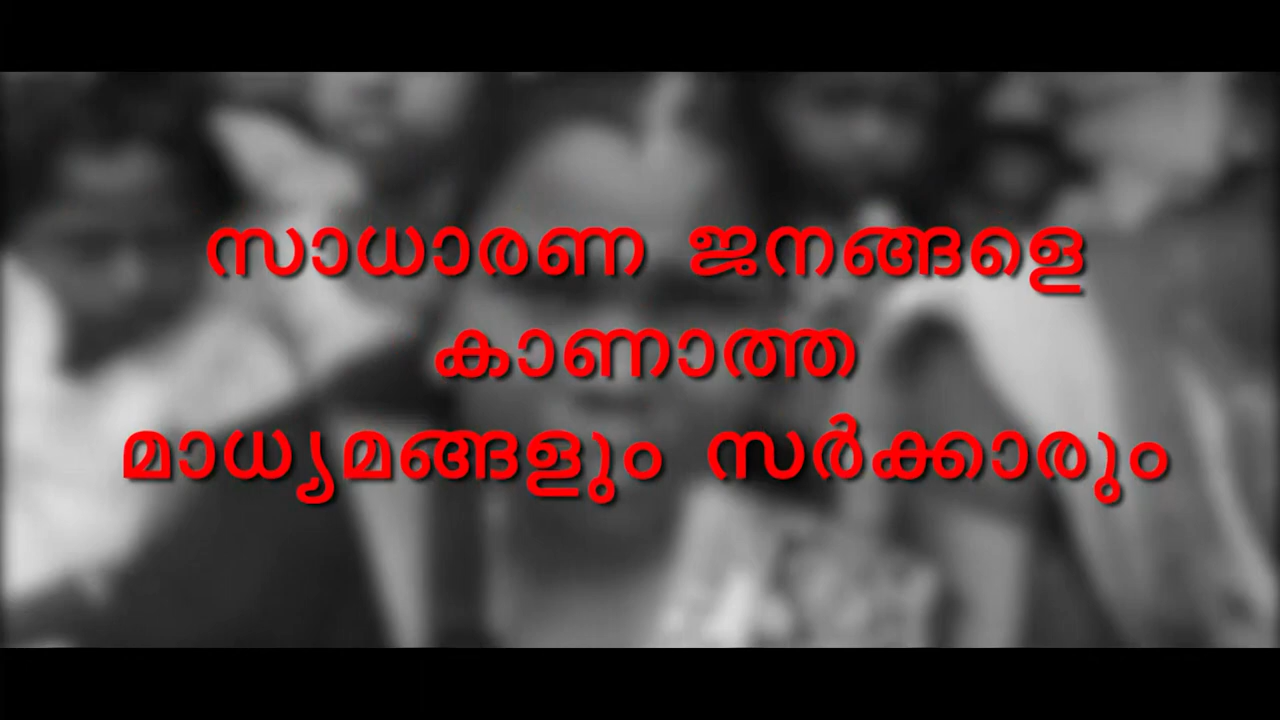 സാധാരണ ജനങ്ങളെ
കാണാത്ത
മാധ്യമങ്ങളും സർക്കാരും